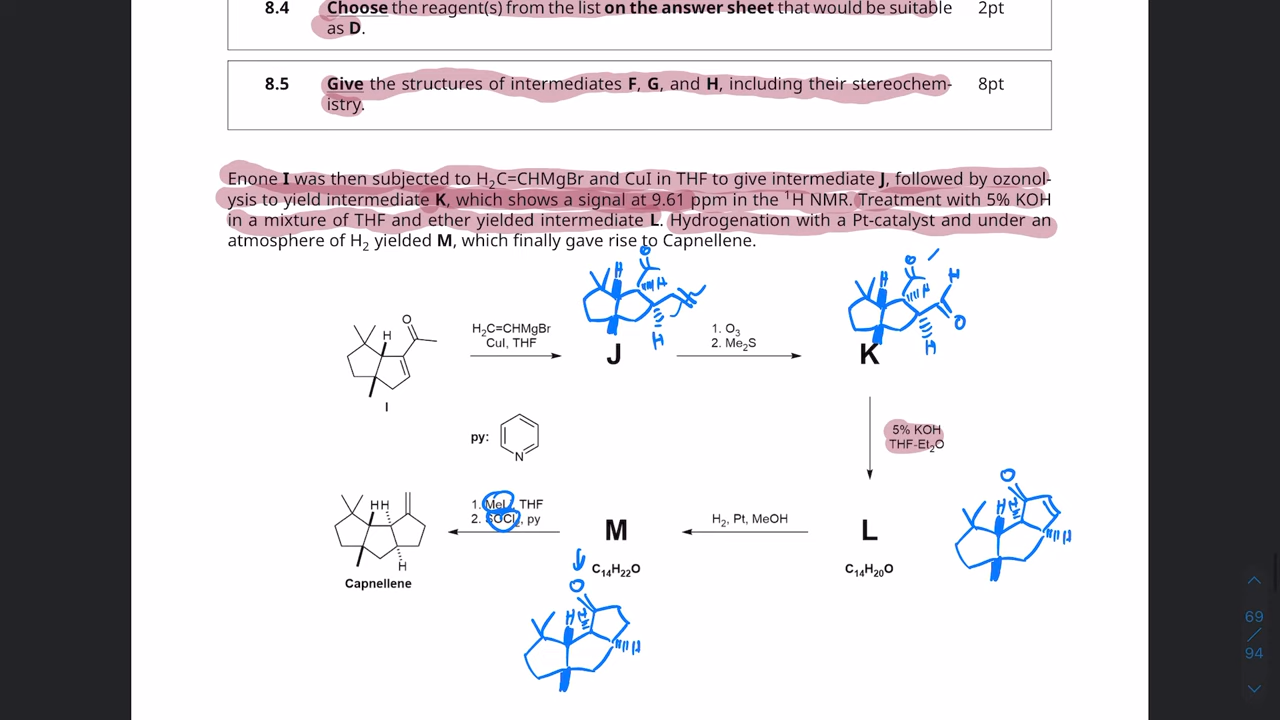 8.4 Choose the reagent(s) from the list on the answer sheet that would be suitable 2pt
as D.
8.5 Give the structures of intermediates F, G, and H, including their stereochem- 8pt
istry.
Enone I was then subjected to H₂C=CHMgBr and CuI in THF to give intermediate J, followed by ozonol-
ysis to yield intermediate K, which shows a signal at 9.61 ppm in the ¹H NMR. Treatment with 5% KOH
in a mixture of THF and ether yielded intermediate L. Hydrogenation with a Pt-catalyst and under an
atmosphere of H₂ yielded M, which finally gave rise to Capnellene.
O
H
H
H
O
H
H
H
O
H
H
O
I
H₂C=CHMgBr
CuI, THF
J
1. O₃
2. Me₂S
K
py:
N
5% KOH
THF-Et₂O
H H
H
Capnellene
1. MeI, THF
2. SOCl₂, py
M
C₁₄H₂₂O
H₂, Pt, MeOH
L
C₁₄H₂₀O
O
H
H
H
O
H
H
H
69
/
94